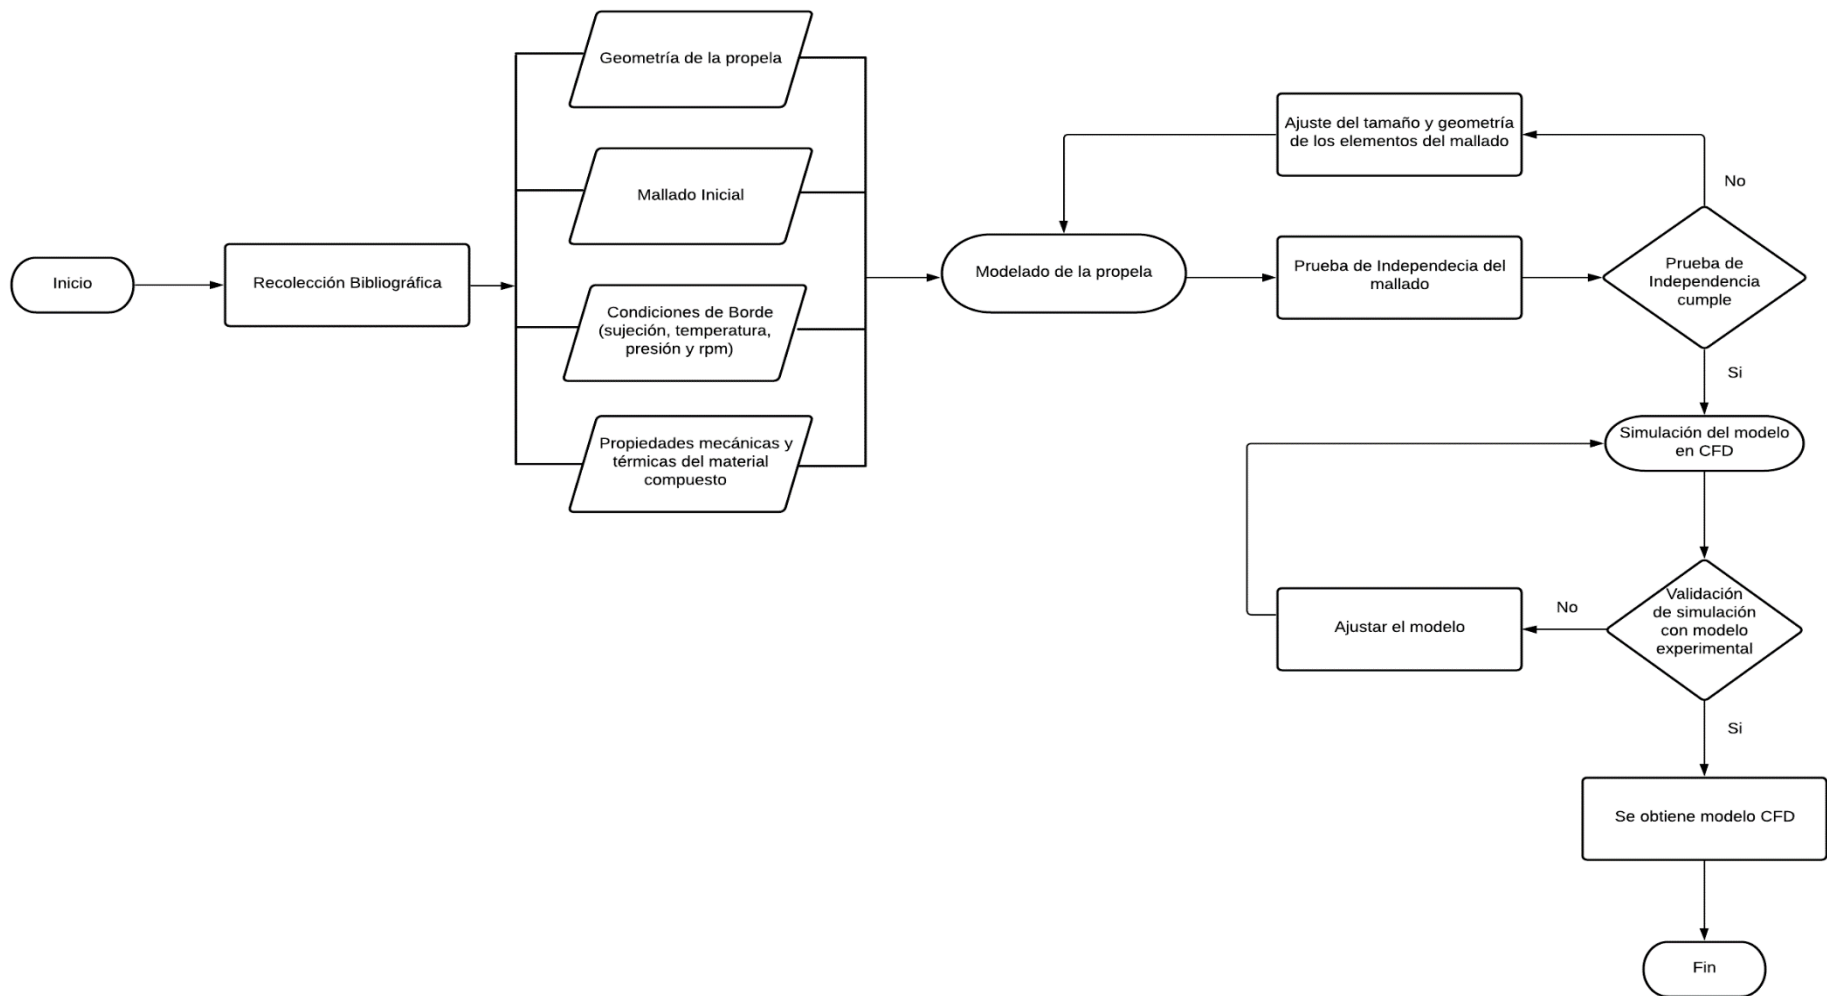 Inicio
Recolección Bibliográfica
Geometría de la propela
Mallado Inicial
Condiciones de Borde
(sujeción, temperatura,
presión y rpm)
Propiedades mecánicas y
térmicas del material
compuesto
Modelado de la propela
Ajuste del tamaño y geometría
de los elementos del mallado
Prueba de Independecia del
mallado
No
Prueba de
Independencia
cumple
Si
Simulación del modelo
en CFD
Validación
de simulación
con modelo
experimental
No
Ajustar el modelo
Si
Se obtiene modelo CFD
Fin